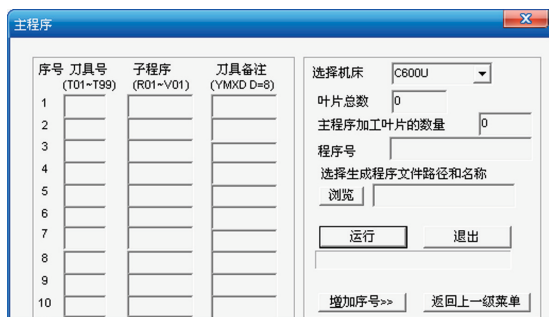 主程序
序号 刀具号 子程序 刀具备注
(T01~T99) (R01~V01) (YMXD D=8)
1
2
3
4
5
6
7
8
9
10
选择机床 C600U
叶片总数 0
主程序加工叶片的数量 0
程序号
选择生成程序文件路径和名称
浏览
运行 退出
增加序号>> 返回上一级菜单